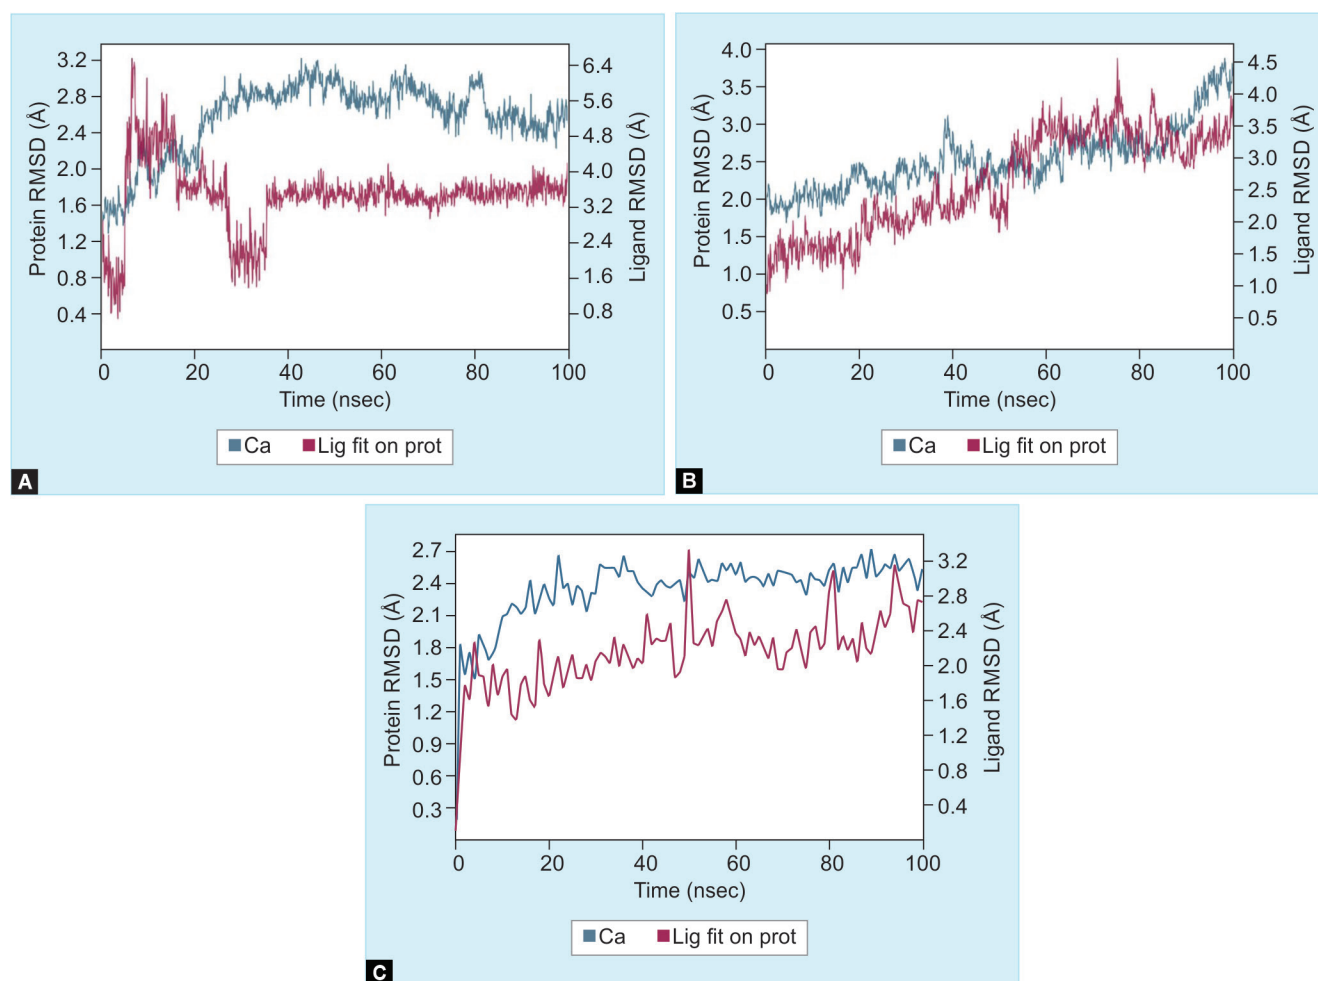 3.2
2.8
2.4
2.0
1.6
1.2
0.8
0.4
Protein RMSD (Å)
6.4
5.6
4.8
4.0
3.2
2.4
1.6
0.8
Ligand RMSD (Å)
0 20 40 60 80 100
Time (nsec)
Ca Lig fit on prot
A
4.0
3.5
3.0
2.5
2.0
1.5
1.0
0.5
Protein RMSD (Å)
4.5
4.0
3.5
3.0
2.5
2.0
1.5
1.0
0.5
Ligand RMSD (Å)
0 20 40 60 80 100
Time (nsec)
Ca Lig fit on prot
B
2.7
2.4
2.1
1.8
1.5
1.2
0.9
0.6
0.3
Protein RMSD (Å)
3.2
2.8
2.4
2.0
1.6
1.2
0.8
0.4
Ligand RMSD (Å)
0 20 40 60 80 100
Time (nsec)
Ca Lig fit on prot
C